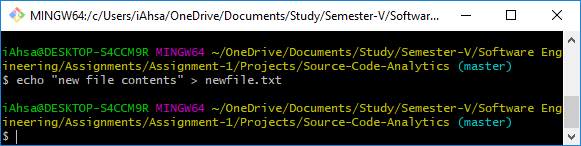 MINGW64:/c/Users/iAhsa/OneDrive/Documents/Study/Semester-V/Softwar...
iAhsa@DESKTOP-S4CCM9R MINGW64 ~/OneDrive/Documents/Study/Semester-V/Software Eng
ineering/Assignments/Assignment-1/Projects/Source-Code-Analytics (master)
$ echo "new file contents" > newfile.txt
iAhsa@DESKTOP-S4CCM9R MINGW64 ~/OneDrive/Documents/Study/Semester-V/Software Eng
ineering/Assignments/Assignment-1/Projects/Source-Code-Analytics (master)
$